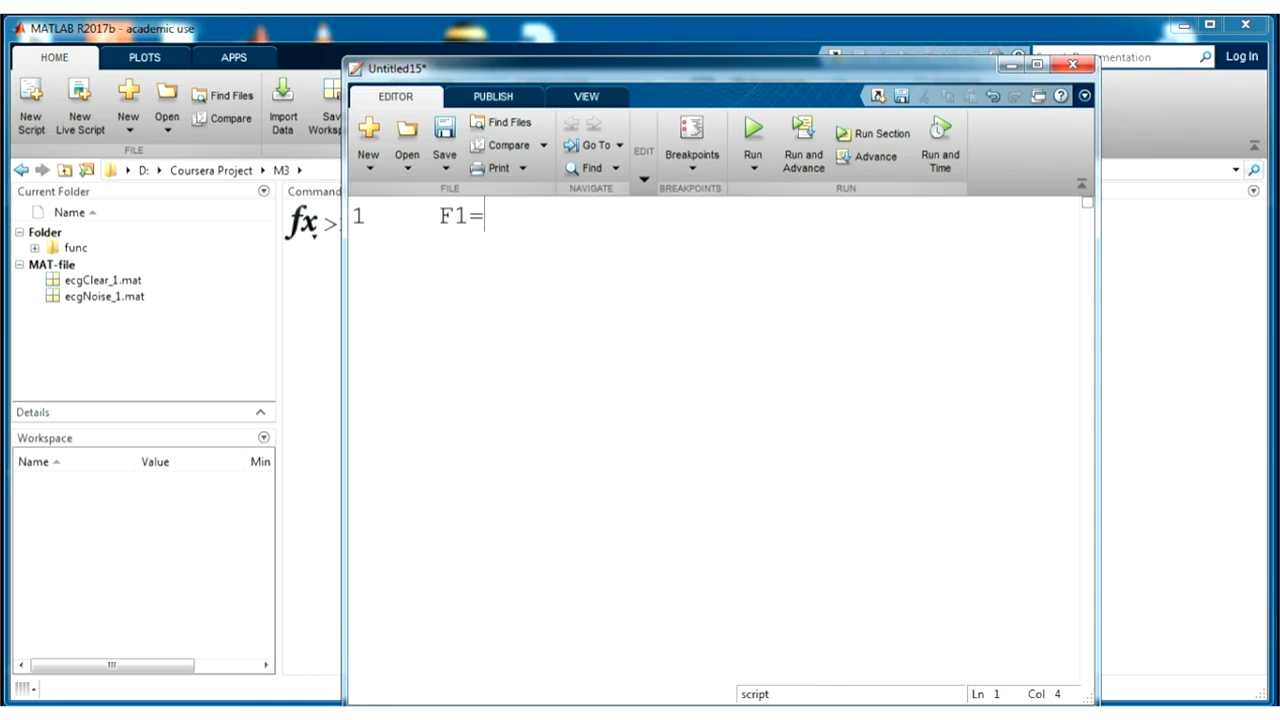 MATLAB R2017b - academic use
HOME PLOTS APPS
Log In
New Script
New Live Script
New
Open
Find Files
Compare
Import Data
FILE
D: Coursera Project M3
Current Folder
Name
Folder
func
MAT-file
ecgClear_1.mat
ecgNoise_1.mat
Details
Workspace
Name Value Min
Command
fx >
Untitled15*
EDITOR PUBLISH VIEW
New
Open
Save
Find Files
Compare
Print
FILE
Go To
Find
NAVIGATE
EDIT
Breakpoints
BREAKPOINTS
Run
Run and Advance
Run Section
Advance
Run and Time
RUN
1 F1=
script
Ln 1 Col 4